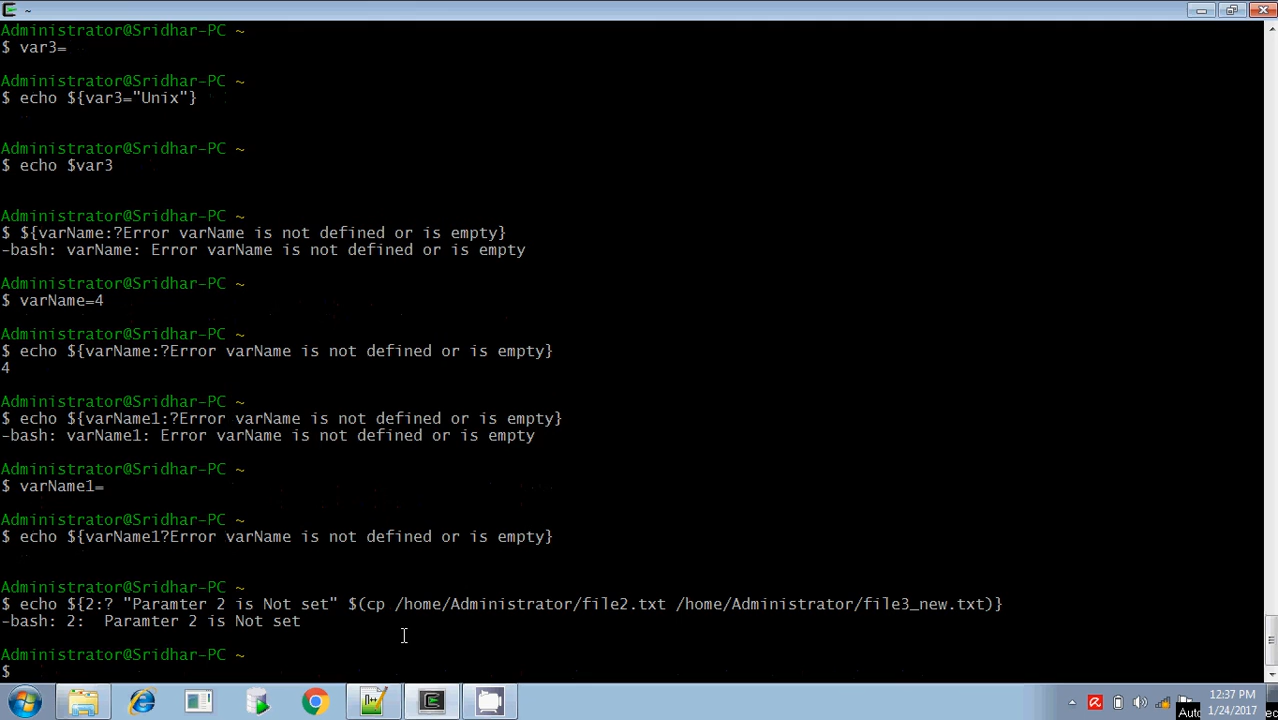 ~
Administrator@Sridhar-PC ~
$ var3=
Administrator@Sridhar-PC ~
$ echo ${var3="Unix"}
Administrator@Sridhar-PC ~
$ echo $var3
Administrator@Sridhar-PC ~
$ ${varName:?Error varName is not defined or is empty}
-bash: varName: Error varName is not defined or is empty
Administrator@Sridhar-PC ~
$ varName=4
Administrator@Sridhar-PC ~
$ echo ${varName:?Error varName is not defined or is empty}
4
Administrator@Sridhar-PC ~
$ echo ${varName1:?Error varName is not defined or is empty}
-bash: varName1: Error varName is not defined or is empty
Administrator@Sridhar-PC ~
$ varName1=
Administrator@Sridhar-PC ~
$ echo ${varName1?Error varName is not defined or is empty}
Administrator@Sridhar-PC ~
$ echo ${2:? "Paramter 2 is Not set" $(cp /home/Administrator/file2.txt /home/Administrator/file3_new.txt)}
-bash: 2:  Paramter 2 is Not set
Administrator@Sridhar-PC ~
$
12:37 PM
1/24/2017